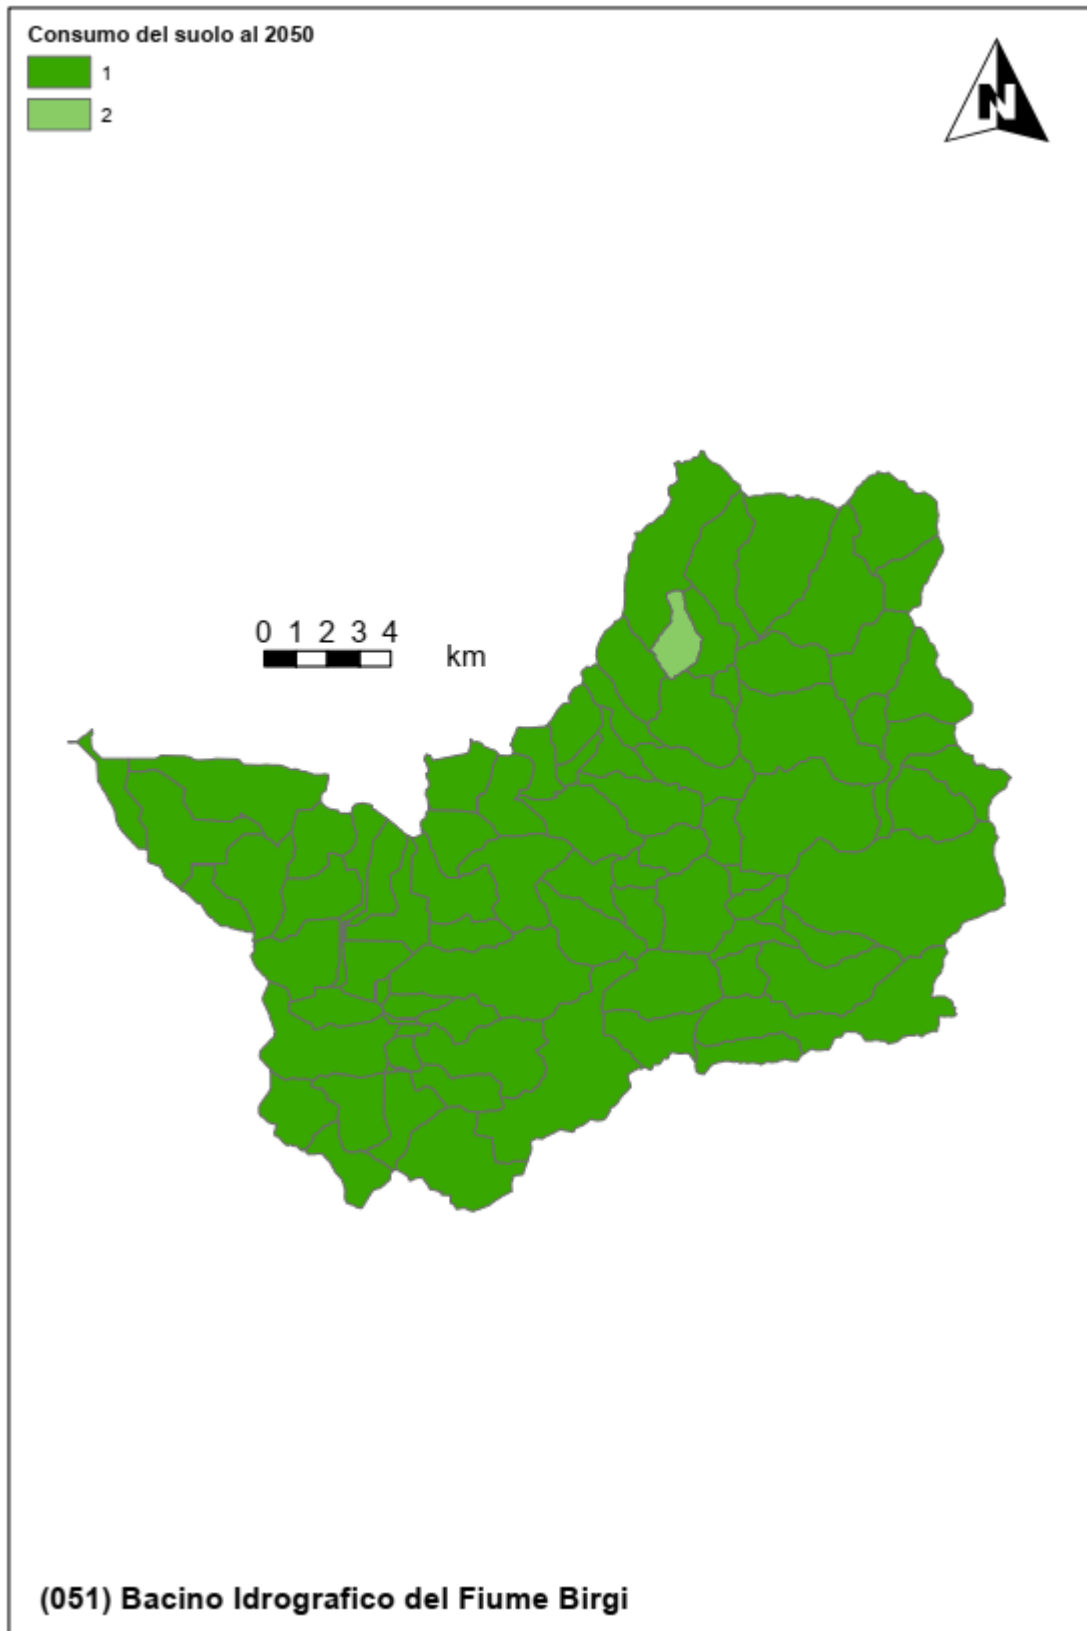 Consumo del suolo al 2050
1
2
N
0 1 2 3 4
km
(051) Bacino Idrografico del Fiume Birgi